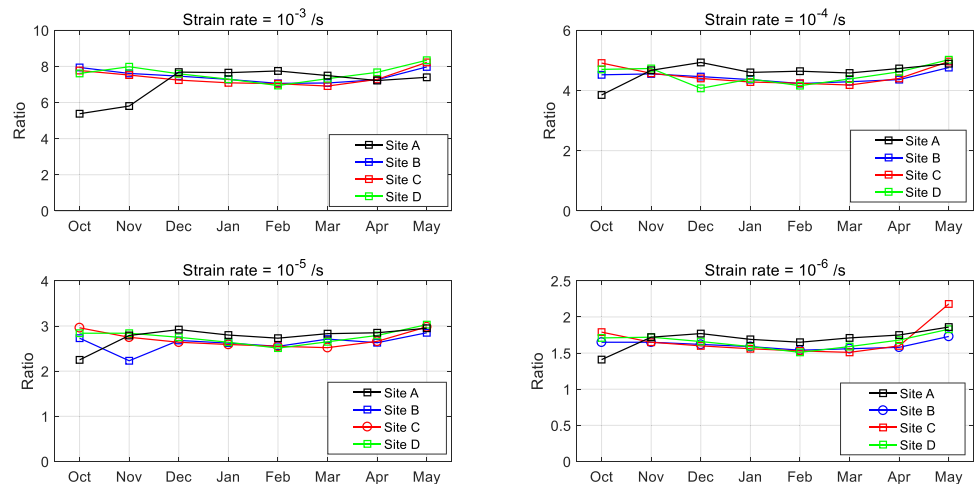 Strain rate = 10⁻³ /s
10
8
6
4
2
0
Ratio
Oct Nov Dec Jan Feb Mar Apr May
Site A
Site B
Site C
Site D
Strain rate = 10⁻⁴ /s
6
4
2
0
Ratio
Oct Nov Dec Jan Feb Mar Apr May
Site A
Site B
Site C
Site D
Strain rate = 10⁻⁵ /s
4
3
2
1
0
Ratio
Oct Nov Dec Jan Feb Mar Apr May
Site A
Site B
Site C
Site D
Strain rate = 10⁻⁶ /s
2.5
2
1.5
1
0.5
0
Ratio
Oct Nov Dec Jan Feb Mar Apr May
Site A
Site B
Site C
Site D